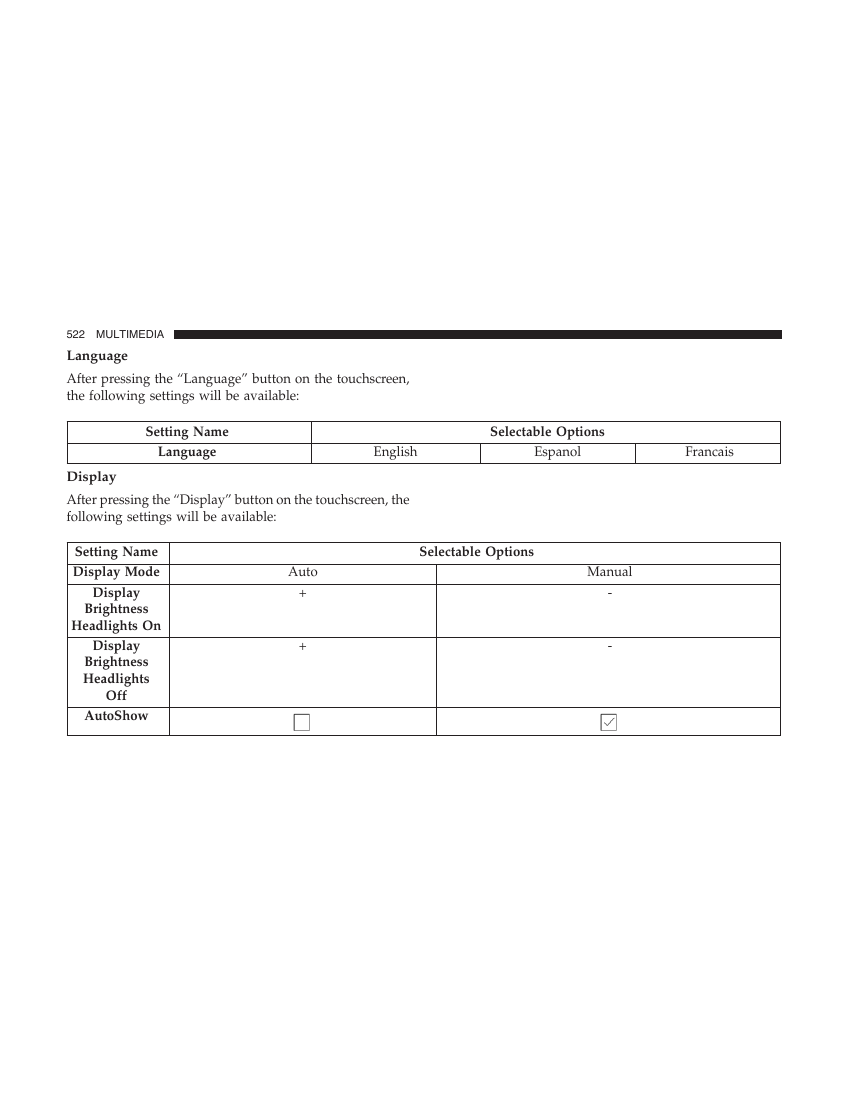 522 MULTIMEDIA
Language
After pressing the “Language” button on the touchscreen,
the following settings will be available:
Setting Name Selectable Options
Language English Espanol Francais
Display
After pressing the “Display” button on the touchscreen, the
following settings will be available:
Setting Name Selectable Options
Display Mode Auto Manual
Display + -
Brightness
Headlights On
Display + -
Brightness
Headlights
Off
AutoShow